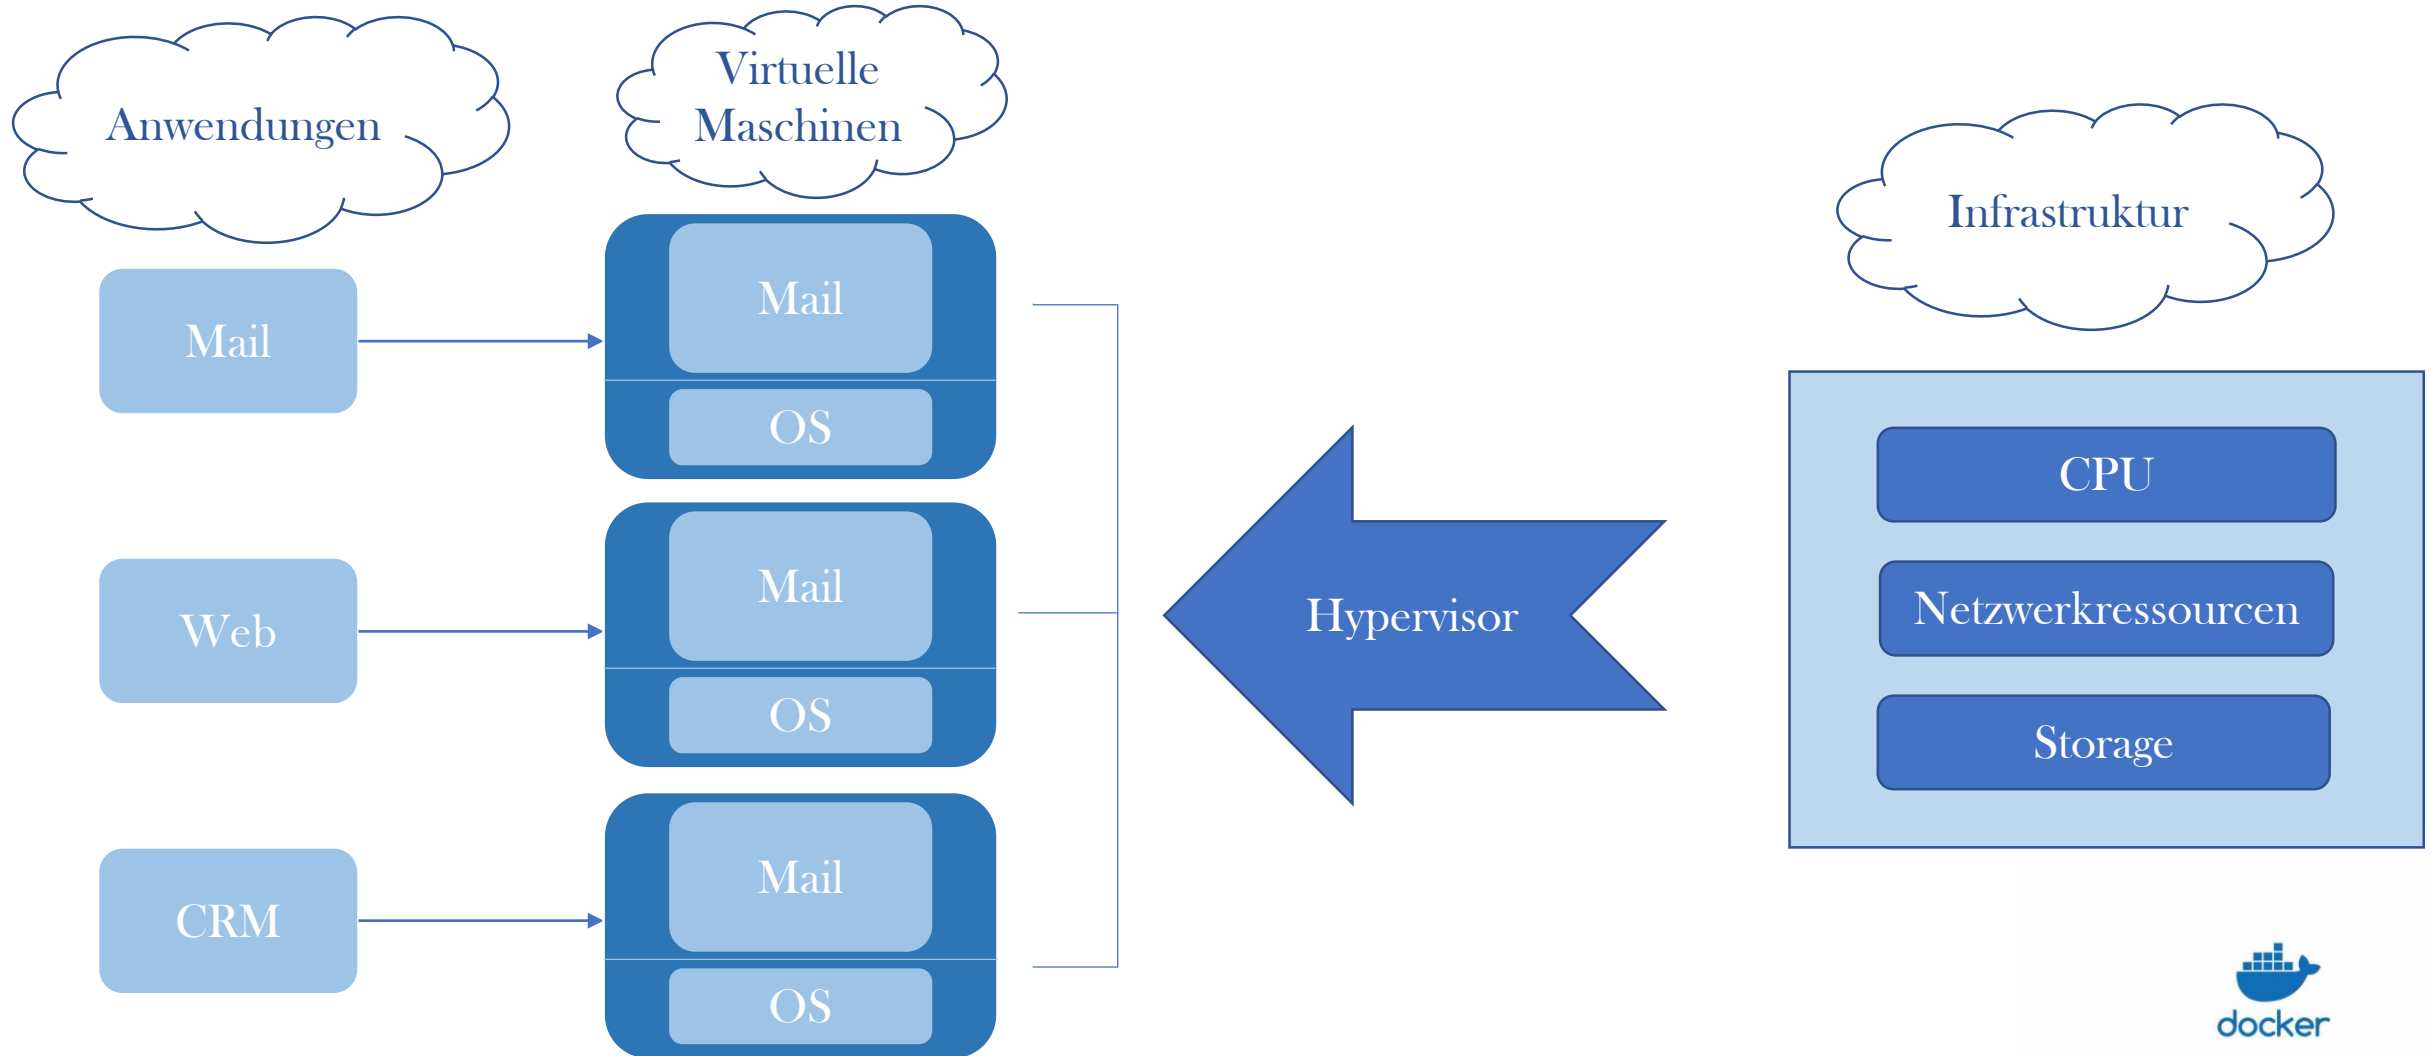 Anwendungen
Virtuelle
Maschinen
Infrastruktur
Mail
Mail
OS
Web
Mail
OS
CRM
Mail
OS
Hypervisor
CPU
Netzwerkressourcen
Storage
docker